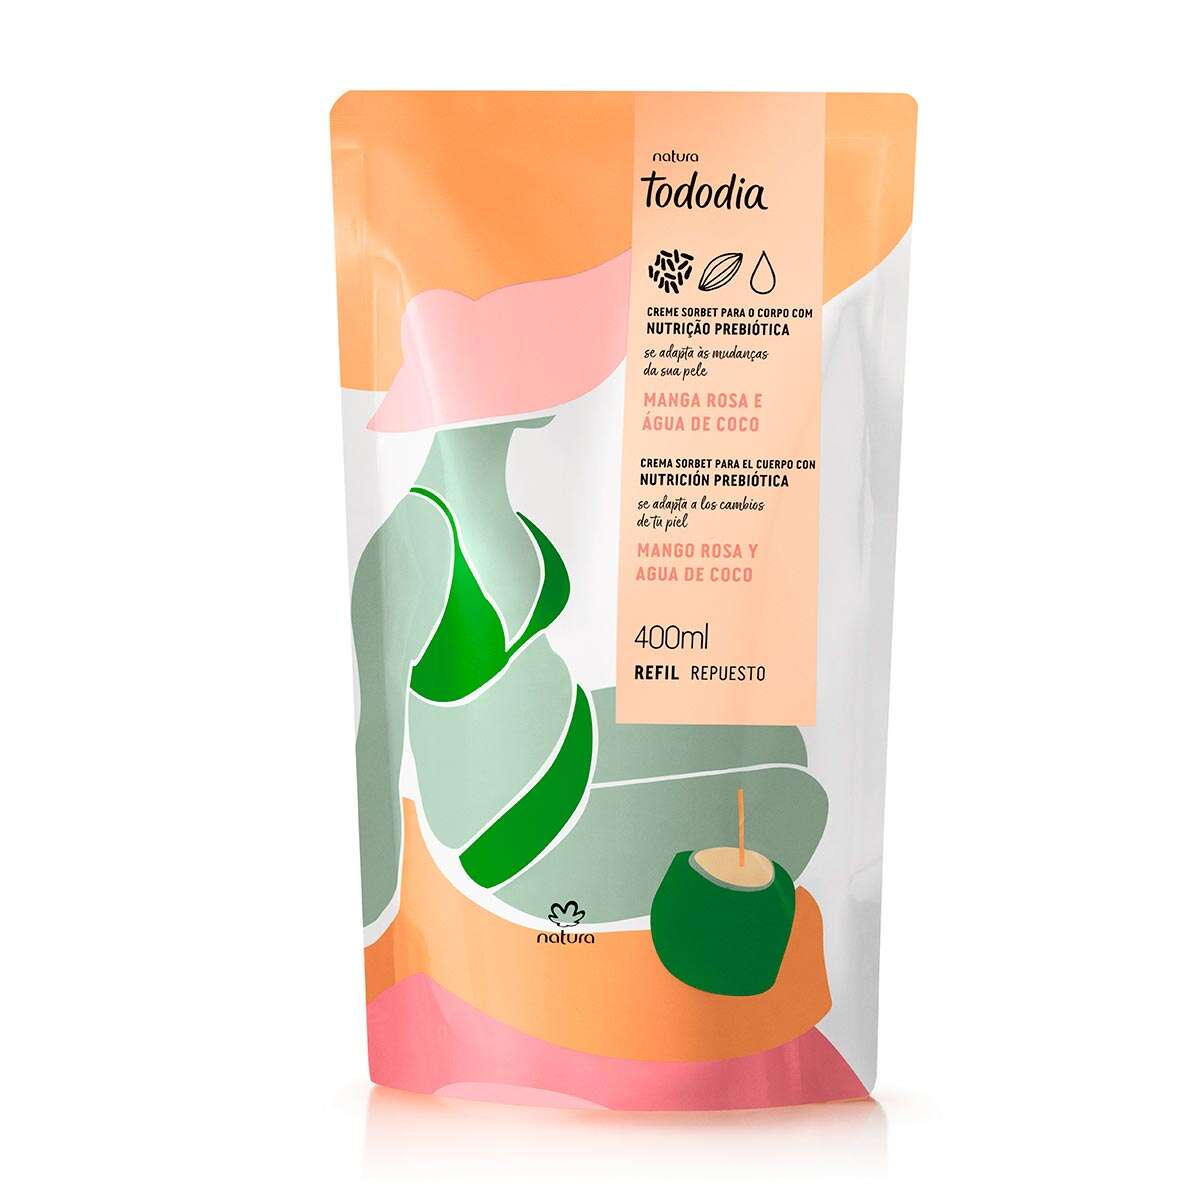 natura
Tododia
CREME SORBET PARA O CORPO COM
NUTRIÇÃO PREBIÓTICA
se adapta às mudanças
da sua pele
MANGA ROSA E
ÁGUA DE COCO
CREMA SORBET PARA EL CUERPO CON
NUTRICIÓN PREBIÓTICA
se adapta a los cambios
de tu piel
MANGO ROSA Y
AGUA DE COCO
400ml
REFIL REPUESTO
natura